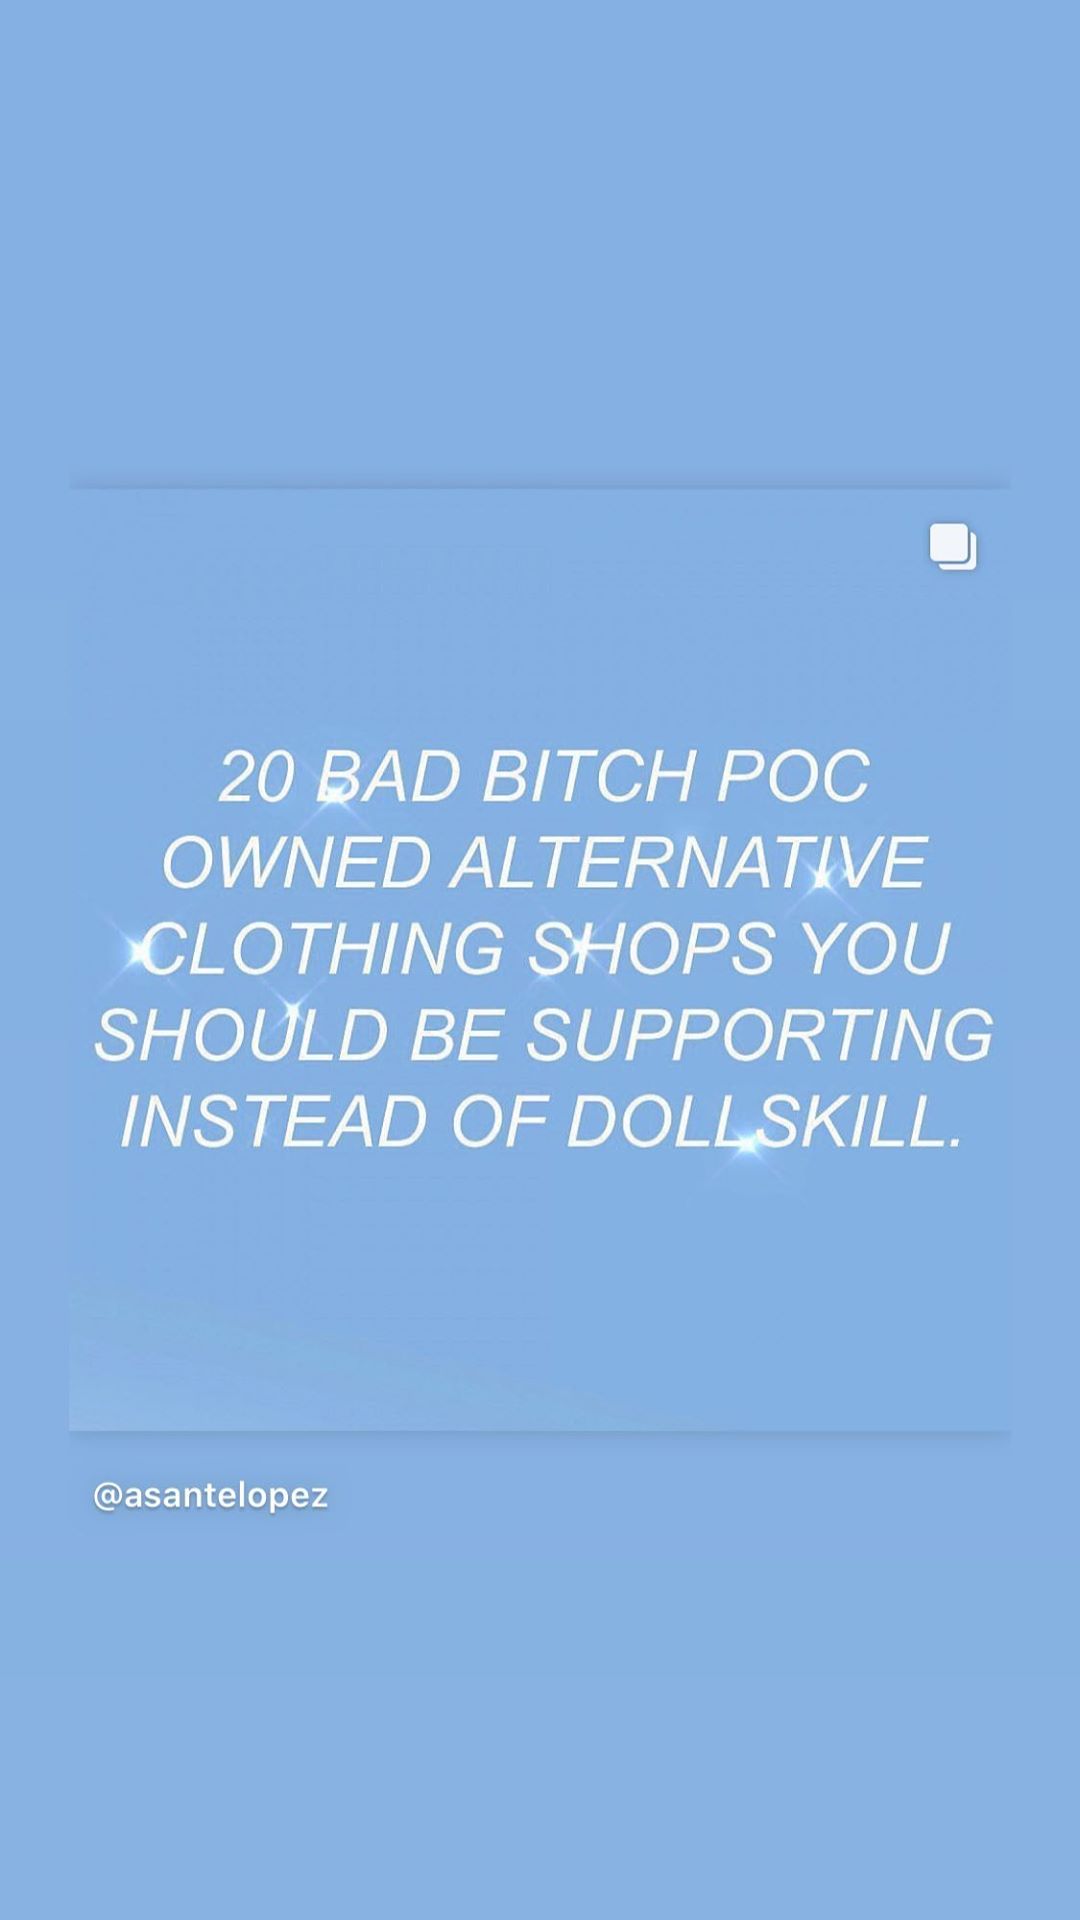 20 BAD BITCH POC
OWNED ALTERNATIVE
CLOTHING SHOPS YOU
SHOULD BE SUPPORTING
INSTEAD OF DOLLSKILL.
@asantelopez